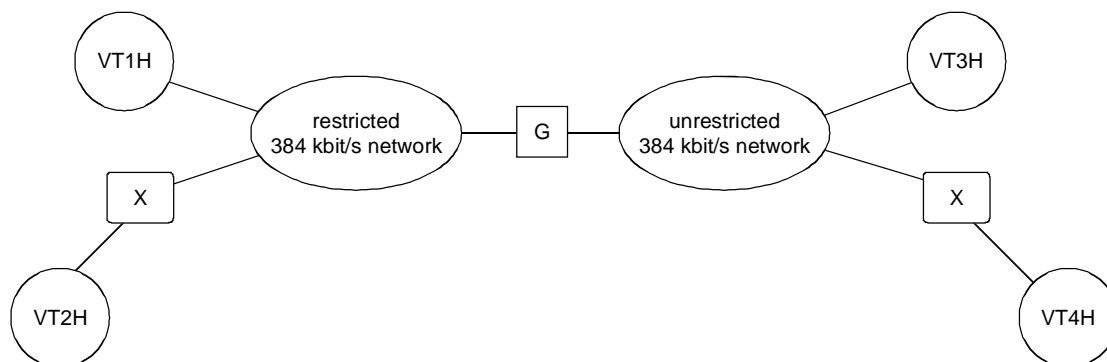 VT1H
VT3H
restricted
384 kbit/s network
G
unrestricted
384 kbit/s network
X
X
VT2H
VT4H